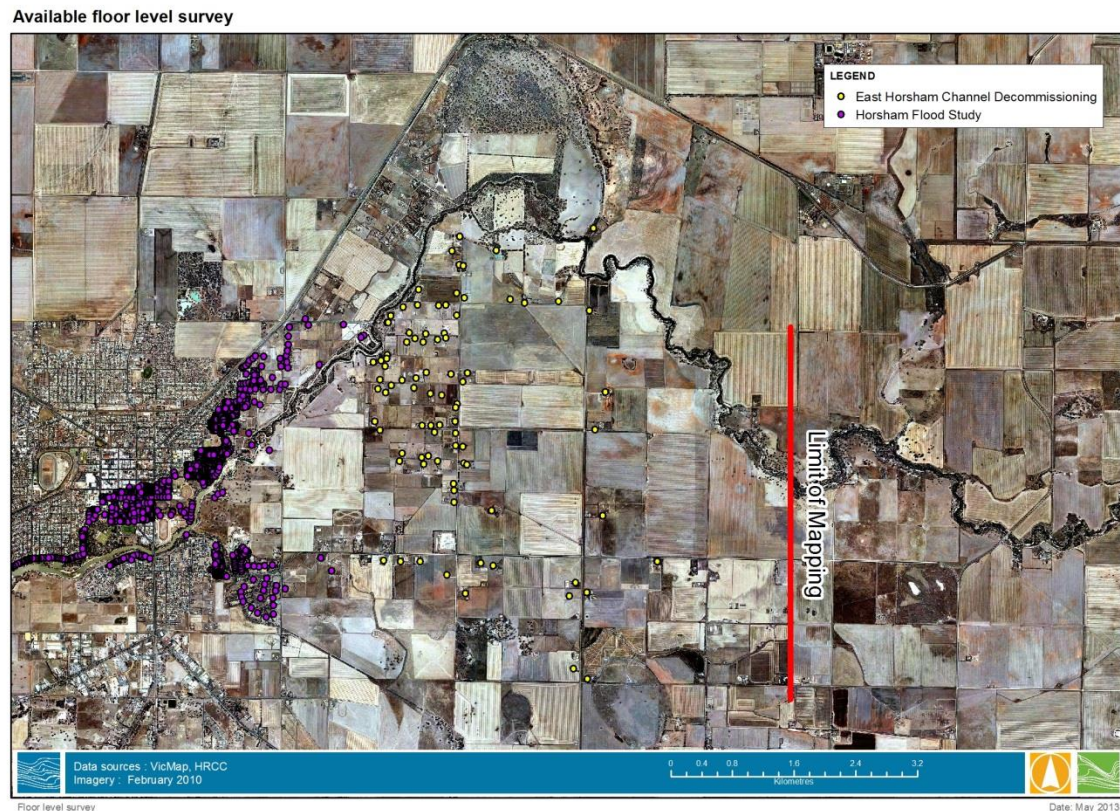 Available floor level survey
LEGEND
East Horsham Channel Decommissioning
Horsham Flood Study
Limit of Mapping
Data sources : VicMap, HRCC
Imagery : February 2010
0 0.4 0.8 1.6 2.4 3.2
Kilometres
Floor level survey
Date: May 2013